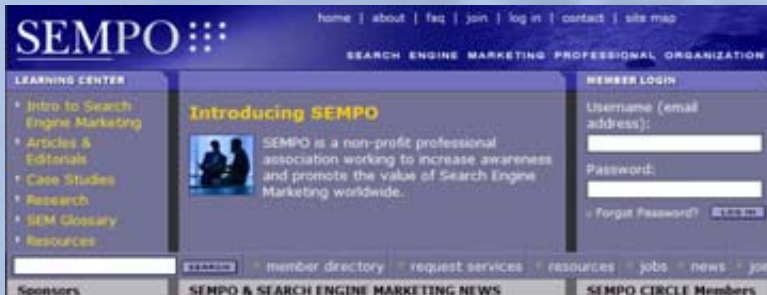 SEMPO
home | about | faq | join | log in | contact | site map
SEARCH ENGINE MARKETING PROFESSIONAL ORGANIZATION
LEARNING CENTER
Intro to Search
Engine Marketing
Articles &
Editorials
Case Studies
Research
SEM Glossary
Resources
Introducing SEMPO
SEMPO is a non-profit professional
association working to increase awareness
and promote the value of Search Engine
Marketing worldwide.
MEMBER LOGIN
Username (email
address):
Password:
Forgot Password? LOG IN
SEARCH member directory request services resources jobs news
Sponsors
SEMPO & SEARCH ENGINE MARKETING NEWS
SEMPO CIRCLE Members